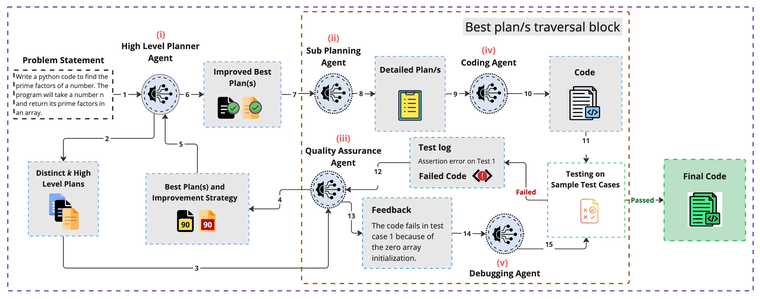 Best plan/s traversal block
(i)
High Level Planner
Agent
Problem Statement
Write a python code to find the
prime factors of a number. The
program will take a number n
and return its prime factors in
an array.
1
6
Improved Best
Plan(s)
7
(ii)
Sub Planning
Agent
8
Detailed Plan/s
9
(iv)
Coding Agent
10
Code
11
2
5
Distinct k High
Level Plans
Best Plan(s) and
Improvement Strategy
90
90
4
3
(iii)
Quality Assurance
Agent
12
Test log
Assertion error on Test 1
Failed Code
Failed
Testing on
Sample Test Cases
Passed
Final Code
13
Feedback
The code fails in test
case 1 because of
the zero array
initialization.
14
15
(v)
Debugging Agent